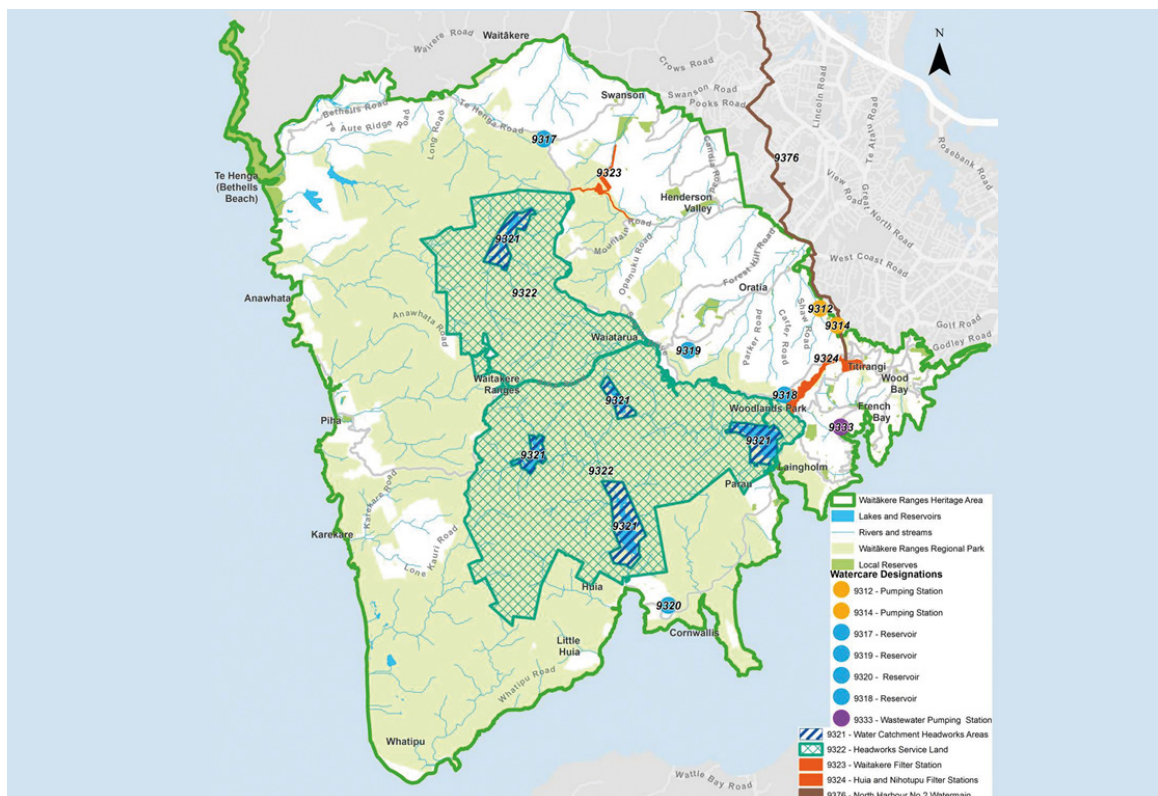 Waitākere
Wairere Road
Crows Road
N
Swanson
Swanson Road
Pooks Road
Lincoln Road
Te Atatu Road
Rosebank Road
Bethells Road
Te Aute Ridge
Road
Long Road
Te Henga Road
9317
9376
Candia Road
View Road
Great North Road
Te Henga
(Bethells
Beach)
9323
Henderson
Valley
9321
Mountain Road
Opanuku Road
Forest Hill Road
West Coast Road
Anawhata
9322
Oratia
Anawhata Road
Parker Road
Carter Road
Shaw Road
9312
9314
Golf Road
Godley Road
Waiatarua
9319
9324
Titirangi
Waitakere
Ranges
9321
9318
Wood
Bay
Woodlands Park
French
Bay
Piha
9333
9321
9321
9322
Laingholm
Parau
Karekara Road
9321
Karekare
Lone Kauri Road
Huia
9320
Little
Huia
Cornwallis
Whatipu Road
Whatipu
Wattle Bay Road
Waitākere Ranges Heritage Area
Lakes and Reservoirs
Rivers and streams
Waitākere Ranges Regional Park
Local Reserves
Watercare Designations
9312 - Pumping Station
9314 - Pumping Station
9317 - Reservoir
9319 - Reservoir
9320 - Reservoir
9318 - Reservoir
9333 - Wastewater Pumping Station
9321 - Water Catchment Headworks Areas
9322 - Headworks Service Land
9323 - Waitakere Filter Station
9324 - Huia and Nihotupu Filter Stations
9376 - North Harbour No 2 Watermain